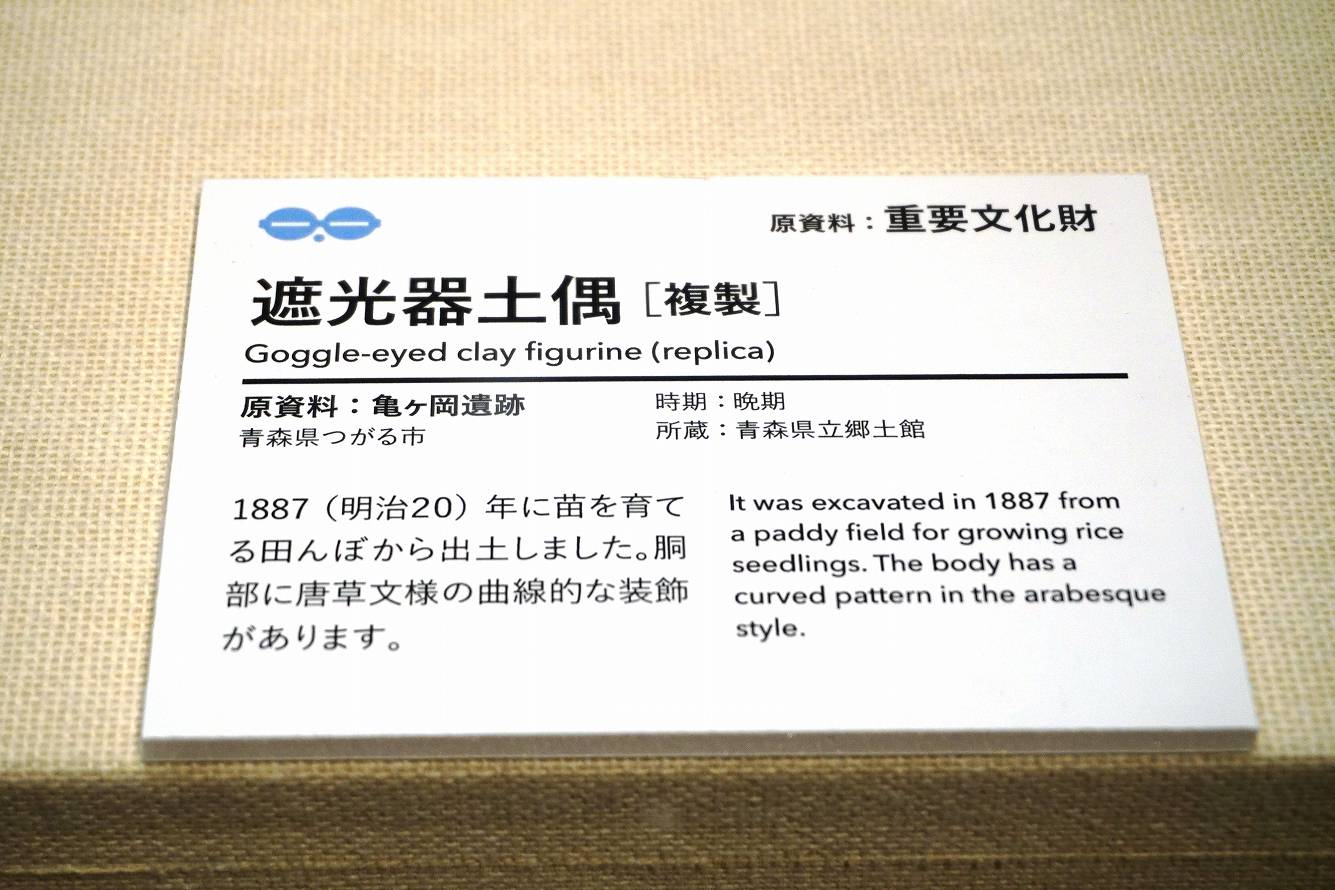 原資料：重要文化財
遮光器土偶［複製］
Goggle-eyed clay figurine (replica)
原資料：亀ヶ岡遺跡
青森県つがる市
時期：晩期
所蔵：青森県立郷土館
1887（明治20）年に苗を育て
る田んぼから出土しました。胴
部に唐草文様の曲線的な装飾
があります。
It was excavated in 1887 from
a paddy field for growing rice
seedlings. The body has a
curved pattern in the arabesque
style.